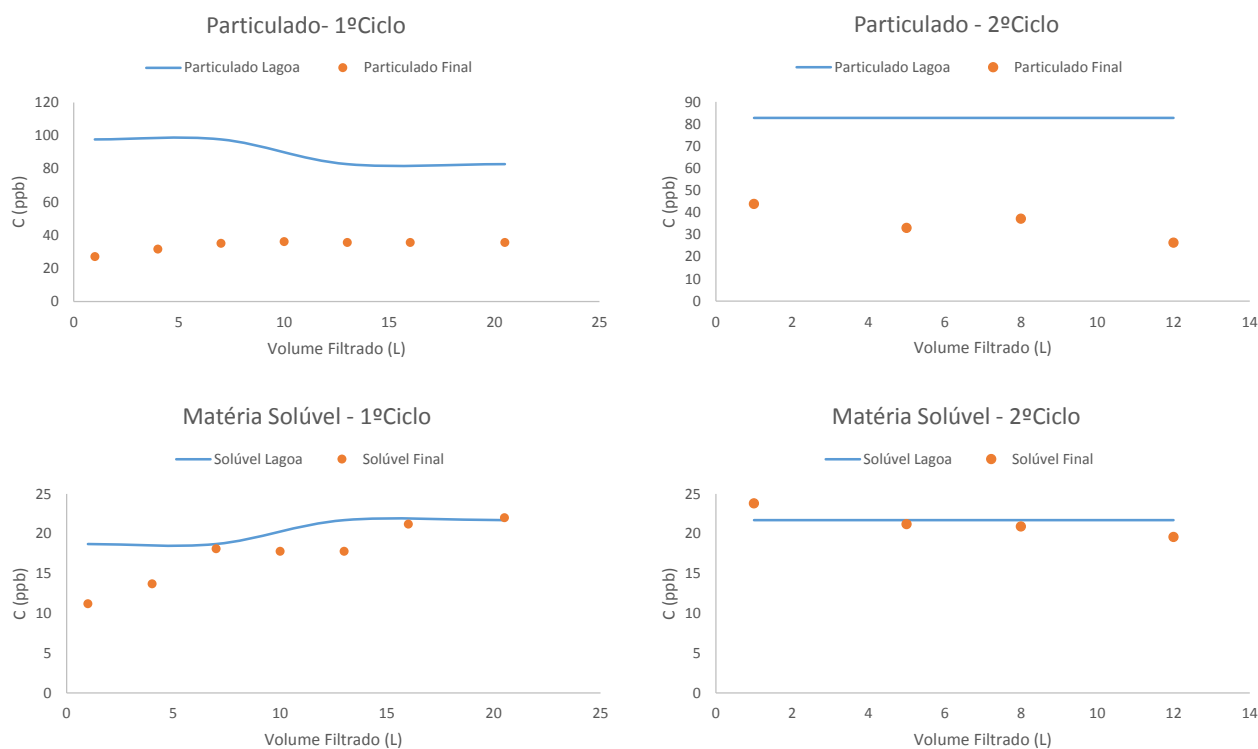 Particulado- 1ºCiclo
Particulado Lagoa Particulado Final
120
100
80
60
40
20
0
C (ppb)
0 5 10 15 20 25
Volume Filtrado (L)
Particulado - 2ºCiclo
Particulado Lagoa Particulado Final
90
80
70
60
50
40
30
20
10
0
C (ppb)
0 2 4 6 8 10 12 14
Volume Filtrado (L)
Matéria Solúvel - 1ºCiclo
Solúvel Lagoa Solúvel Final
25
20
15
10
5
0
C (ppb)
0 5 10 15 20 25
Volume Filtrado (L)
Matéria Solúvel - 2ºCiclo
Solúvel Lagoa Solúvel Final
25
20
15
10
5
0
C (ppb)
0 2 4 6 8 10 12 14
Volume Filtrado (L)